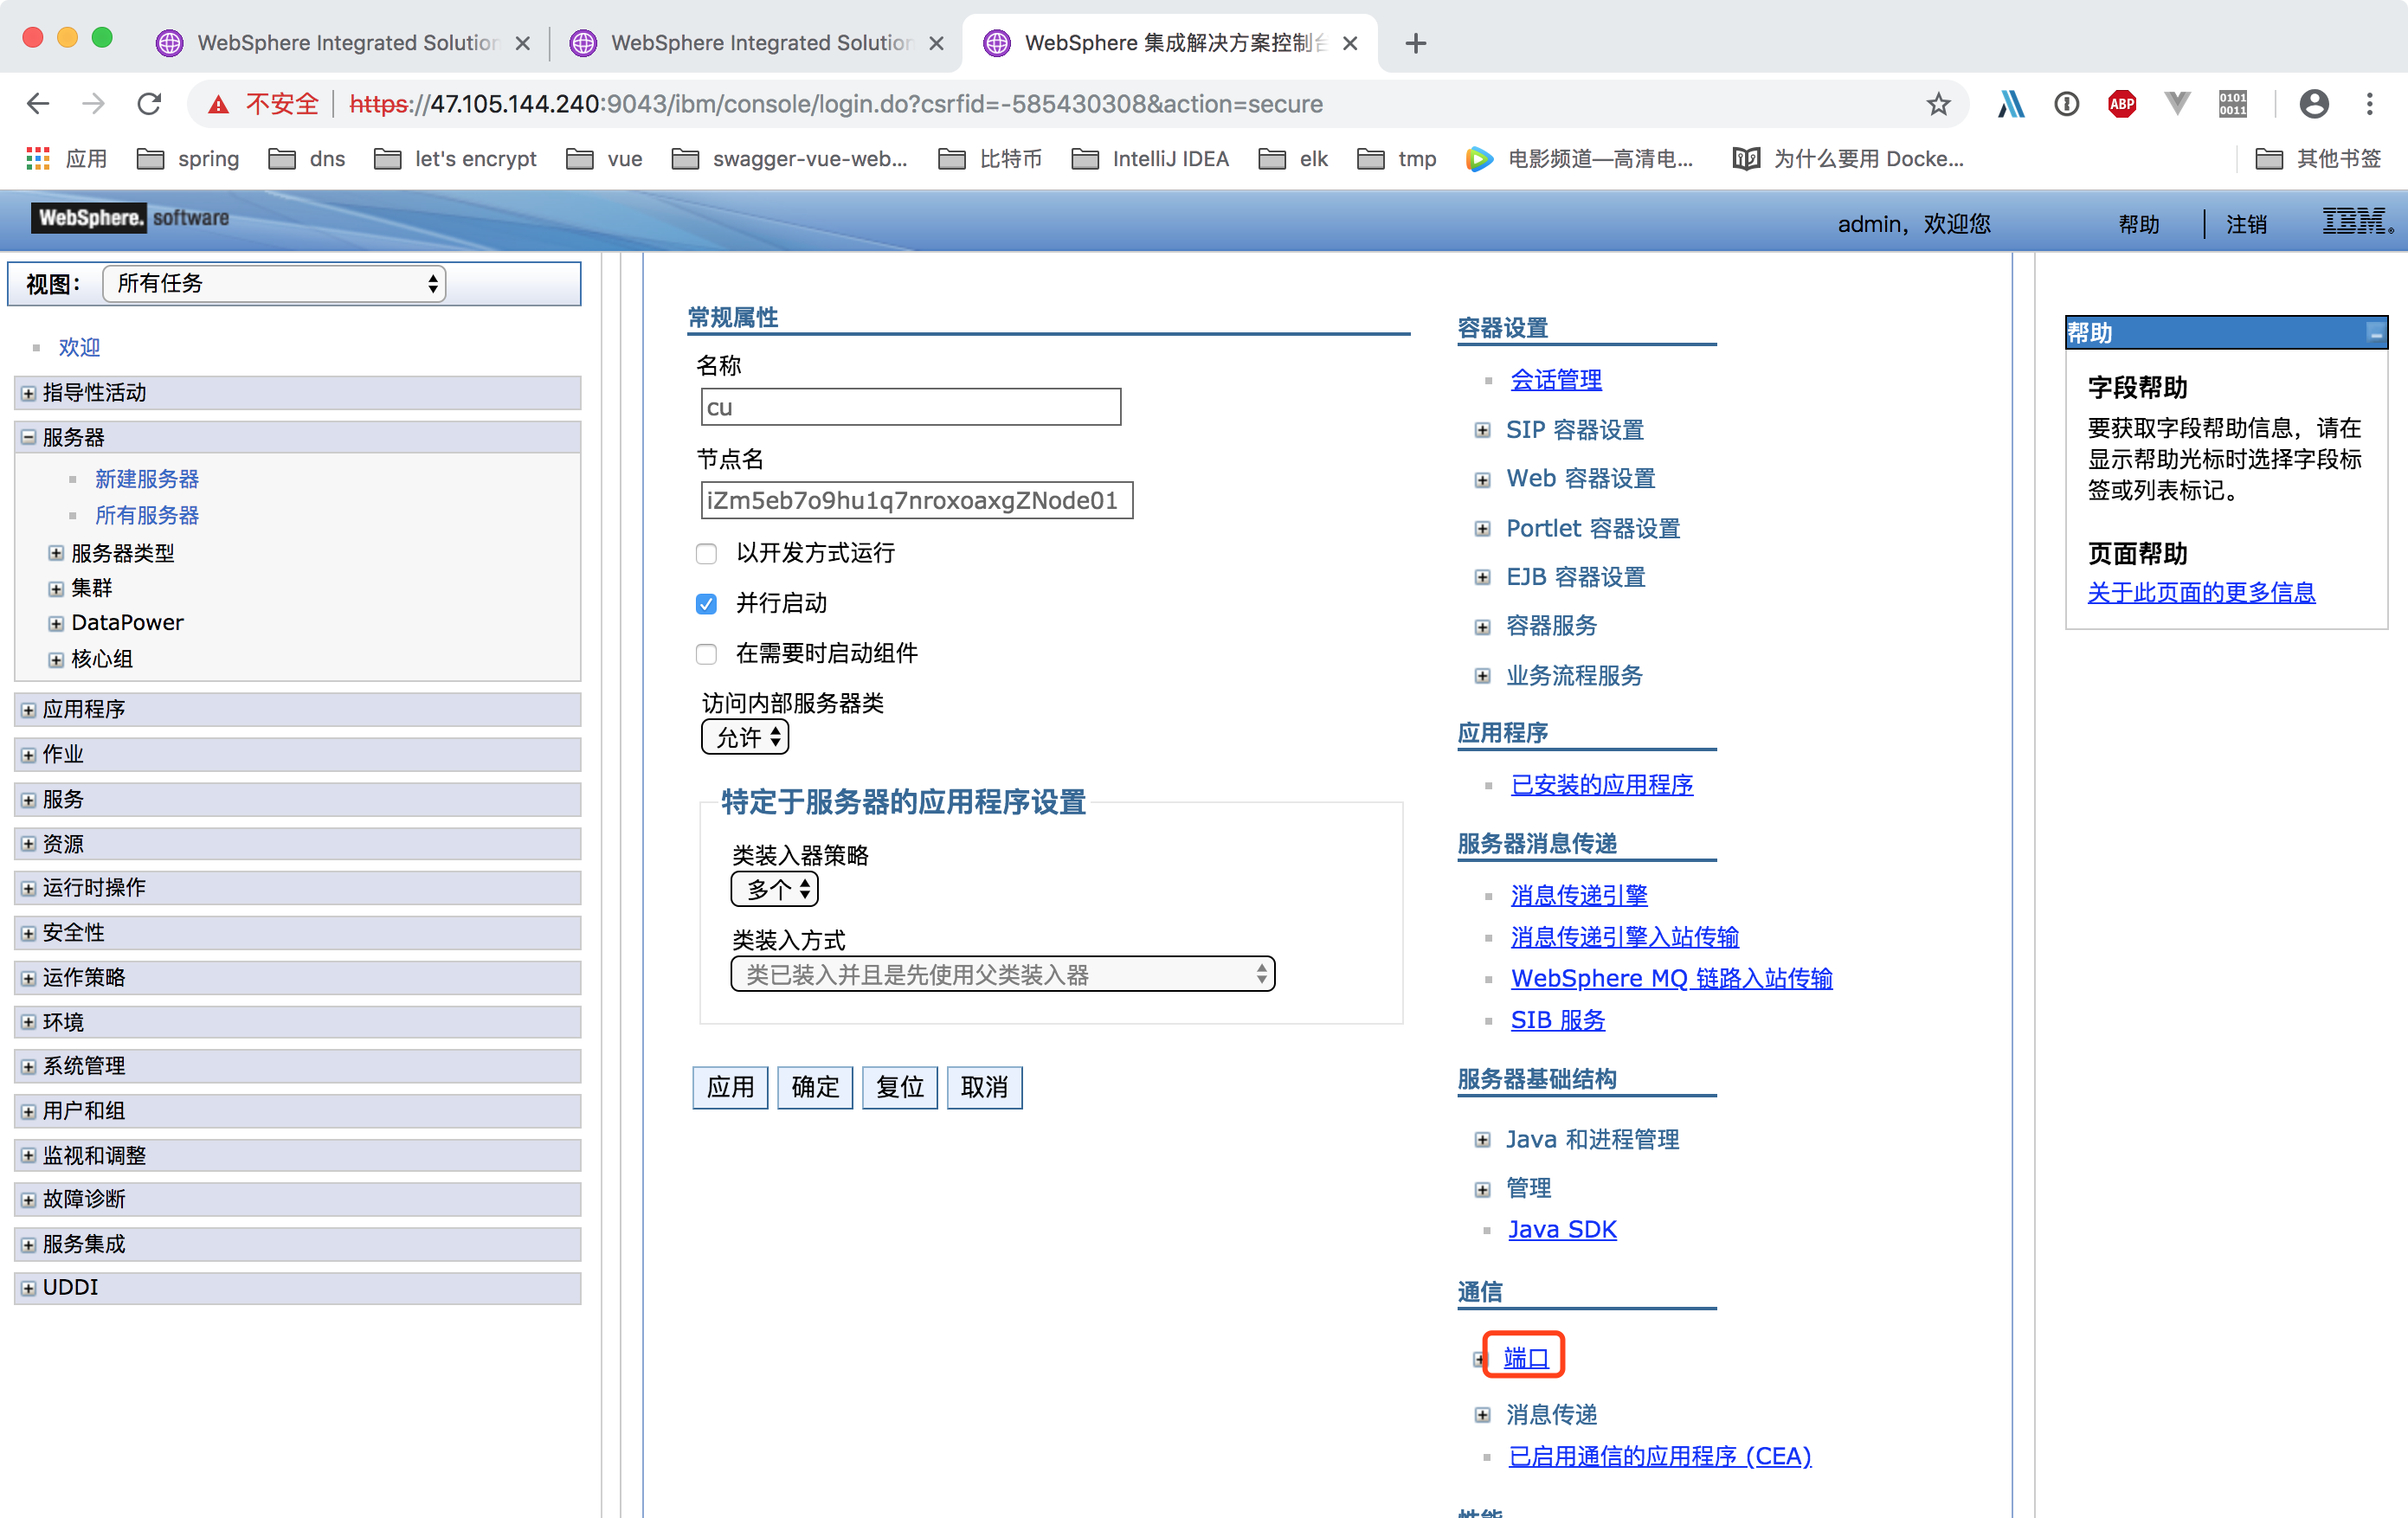 WebSphere Integrated Solution
WebSphere Integrated Solution
WebSphere 集成解决方案控制台
不安全 https://47.105.144.240:9043/ibm/console/login.do?csrfid=-585430308&action=secure
ABP
0101
0011
应用 spring dns let's encrypt vue swagger-vue-web... 比特币 IntelliJ IDEA elk tmp 电影频道—高清电... 为什么要用 Docke... 其他书签
WebSphere. software
admin，欢迎您 帮助 注销 IBM.
视图： 所有任务
欢迎
指导性活动
服务器
新建服务器
所有服务器
服务器类型
集群
DataPower
核心组
应用程序
作业
服务
资源
运行时操作
安全性
运作策略
环境
系统管理
用户和组
监视和调整
故障诊断
服务集成
UDDI
常规属性
名称
cu
节点名
iZm5eb7o9hu1q7nroxoaxgZNode01
以开发方式运行
并行启动
在需要时启动组件
访问内部服务器类
允许
特定于服务器的应用程序设置
类装入器策略
多个
类装入方式
类已装入并且是先使用父类装入器
应用 确定 复位 取消
容器设置
会话管理
SIP 容器设置
Web 容器设置
Portlet 容器设置
EJB 容器设置
容器服务
业务流程服务
应用程序
已安装的应用程序
服务器消息传递
消息传递引擎
消息传递引擎入站传输
WebSphere MQ 链路入站传输
SIB 服务
服务器基础结构
Java 和进程管理
管理
Java SDK
通信
端口
消息传递
已启用通信的应用程序 (CEA)
性能
帮助
字段帮助
要获取字段帮助信息，请在
显示帮助光标时选择字段标
签或列表标记。
页面帮助
关于此页面的更多信息